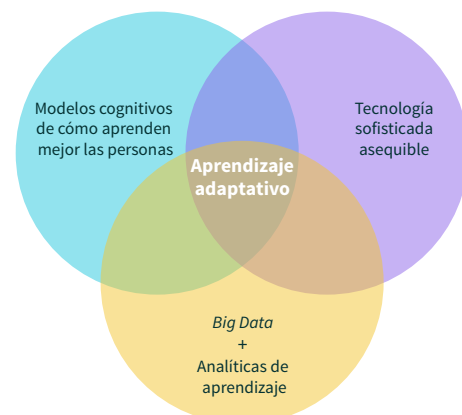 Modelos cognitivos
de cómo aprenden
mejor las personas
Tecnología
sofisticada
asequible
Aprendizaje
adaptativo
Big Data
+
Analíticas de
aprendizaje